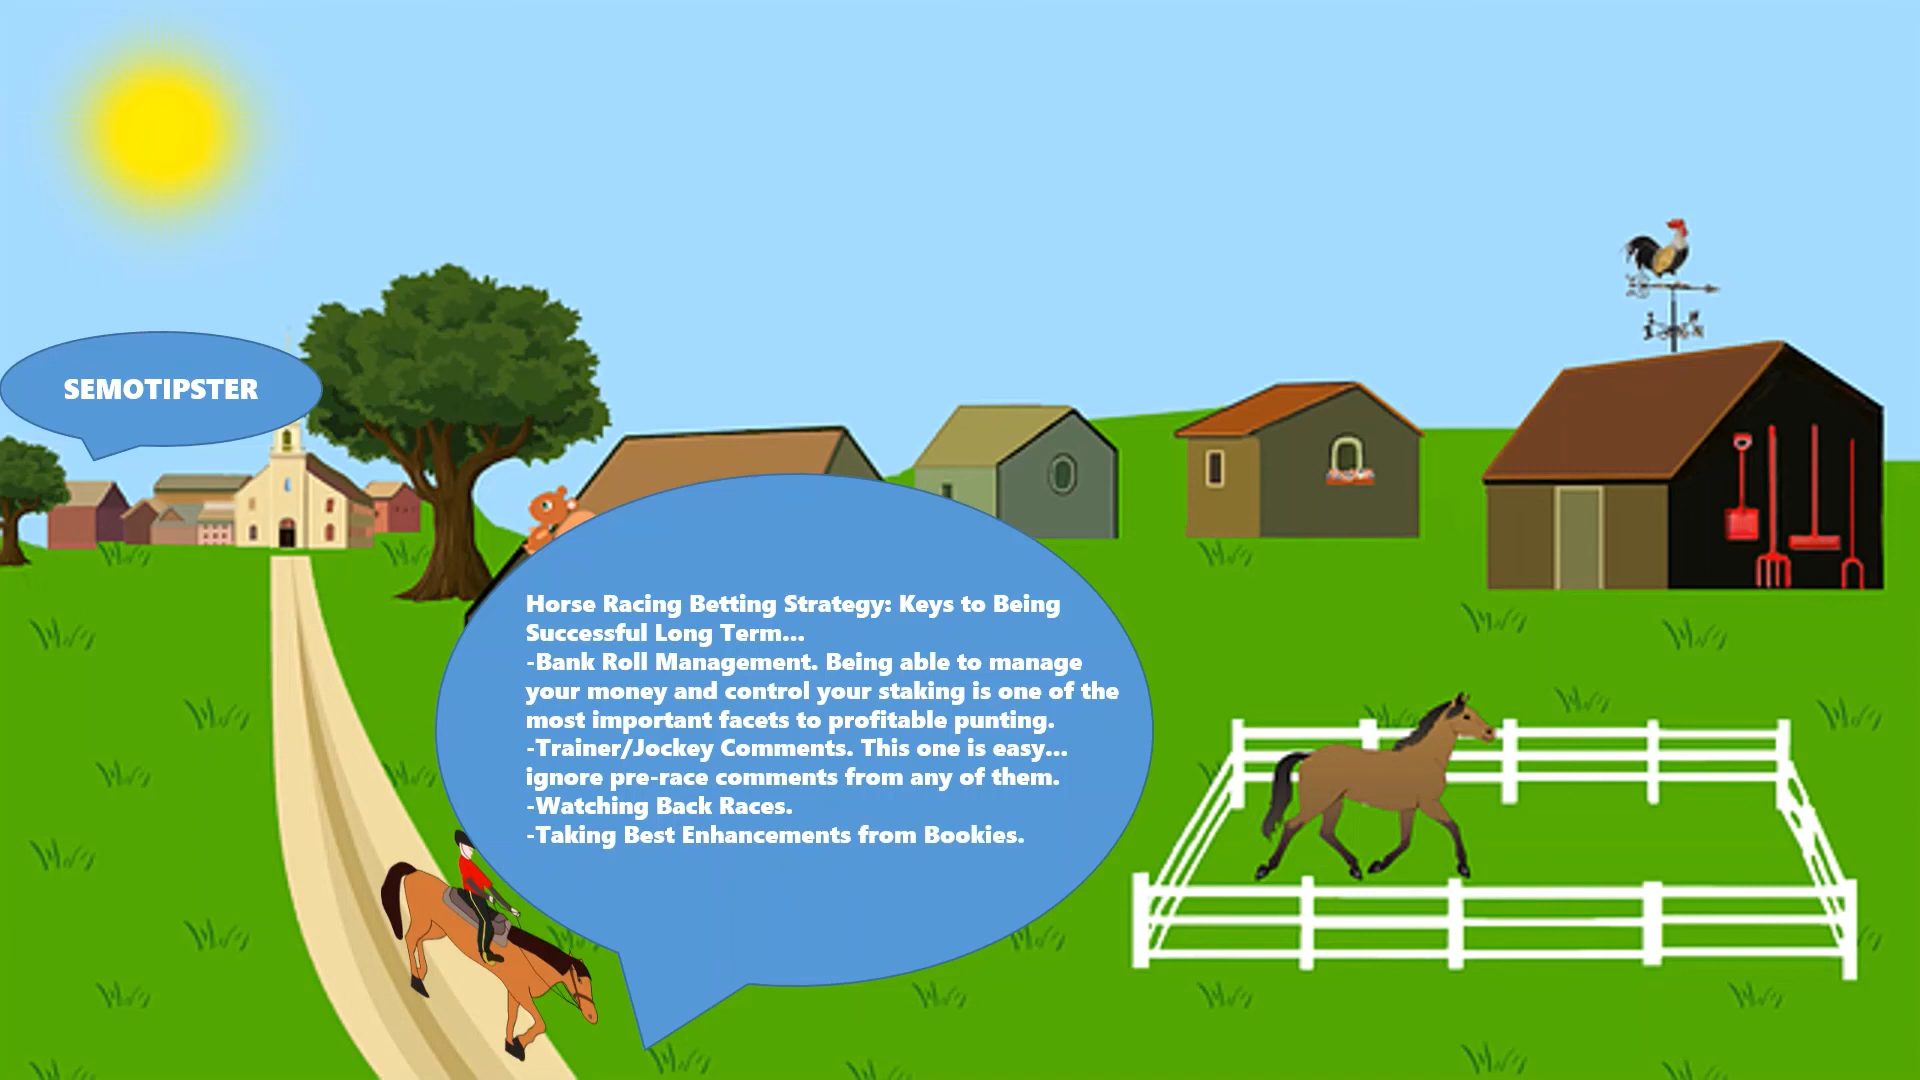 SEMOTIPSTER
Horse Racing Betting Strategy: Keys to Being
Successful Long Term...
-Bank Roll Management. Being able to manage
your money and control your staking is one of the
most important facets to profitable punting.
-Trainer/Jockey Comments. This one is easy...
ignore pre-race comments from any of them.
-Watching Back Races.
-Taking Best Enhancements from Bookies.